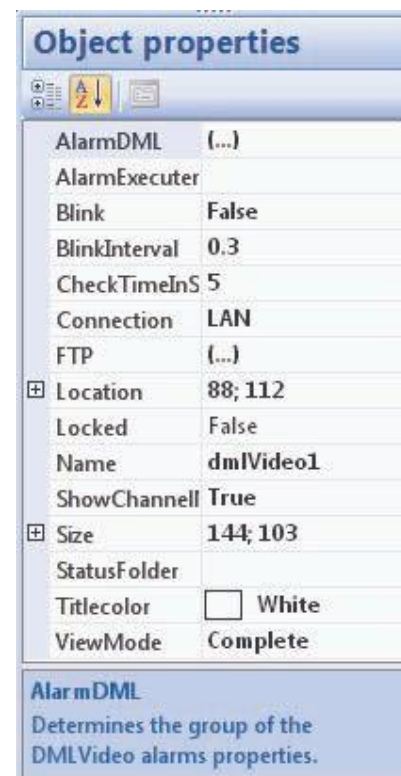 Object properties
AlarmDML (...)
AlarmExecuter
Blink False
BlinkInterval 0.3
CheckTimeInS 5
Connection LAN
FTP (...)
Location 88; 112
Locked False
Name dmlVideo1
ShowChannell True
Size 144; 103
StatusFolder
Titlecolor White
ViewMode Complete
AlarmDML
Determines the group of the
DMLVideo alarms properties.